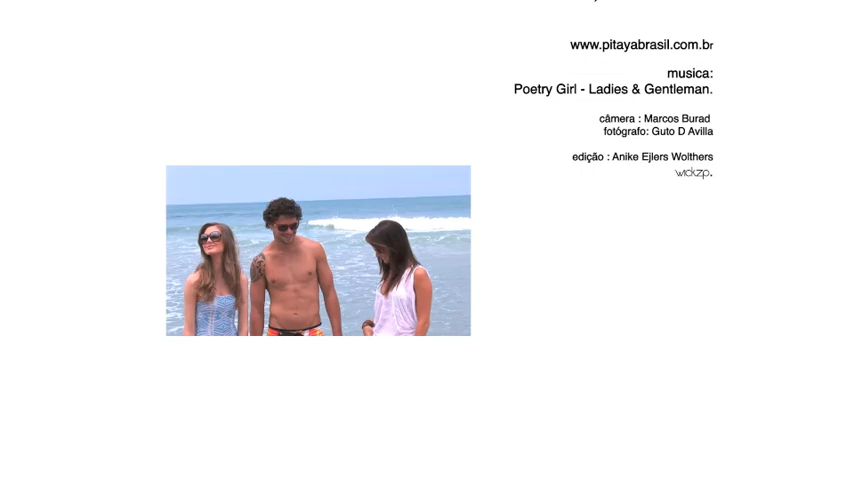 www.pitayabrasil.com.br
musica:
Poetry Girl - Ladies & Gentleman.
câmera : Marcos Burad
fotógrafo: Guto D Avilla
edição : Anike Ejlers Wolthers
wickzp.